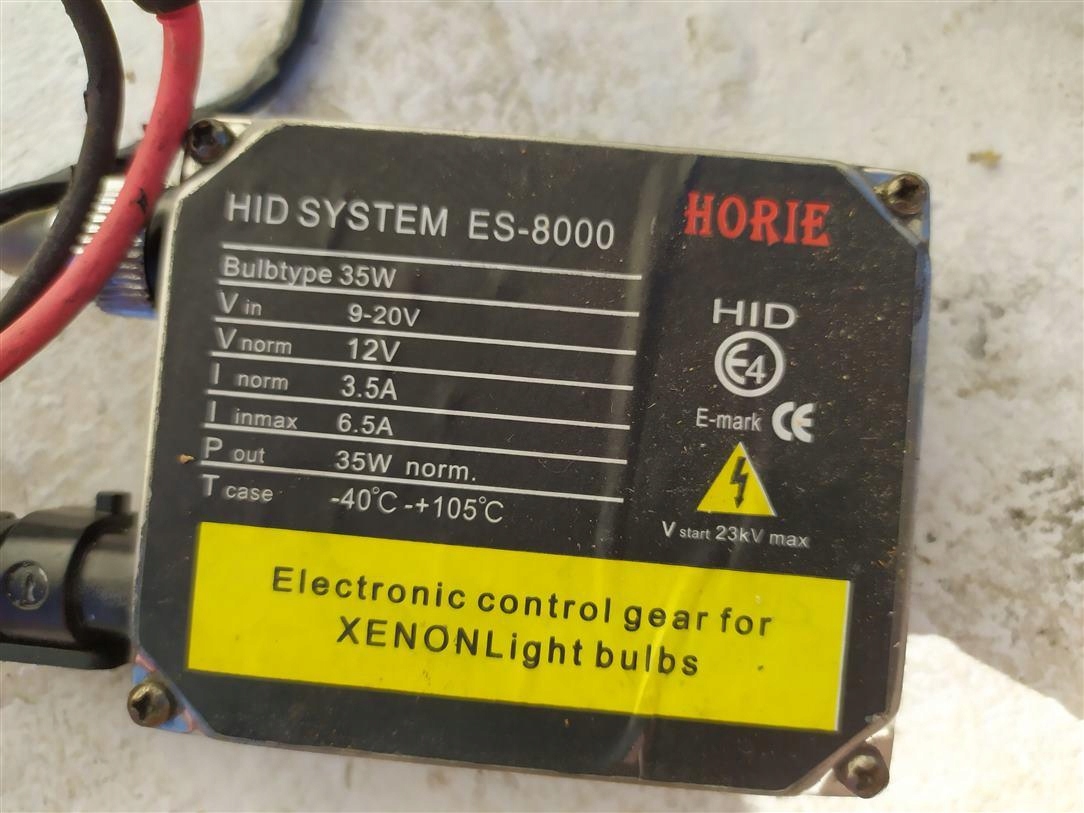 HID SYSTEM ES-8000
HORIE
Bulbtype 35W
V in 9-20V
V norm 12V
I norm 3.5A
I inmax 6.5A
P out 35W norm.
T case -40°C -+105°C
HID
E4
E-mark CE
V start 23kV max
Electronic control gear for
XENONLight bulbs